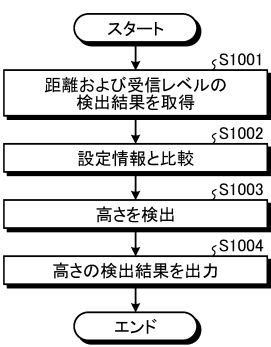 スタート
S1001
距離および受信レベルの
検出結果を取得
S1002
設定情報と比較
S1003
高さを検出
S1004
高さの検出結果を出力
エンド